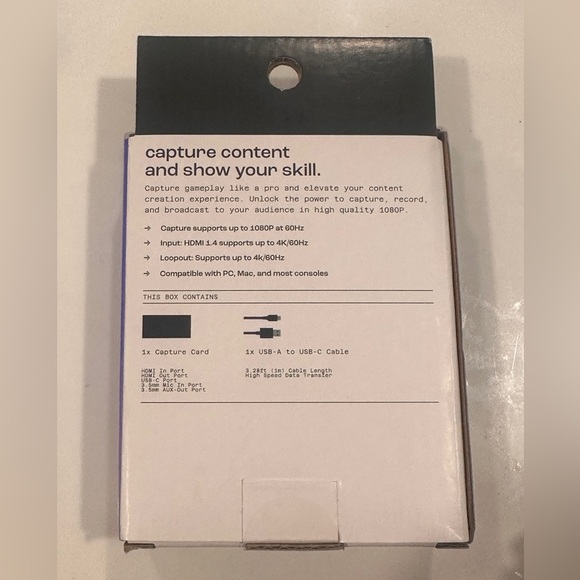 capture content
and show your skill.
Capture gameplay like a pro and elevate your content
creation experience. Unlock the power to capture, record,
and broadcast to your audience in high quality 1080P.
→ Capture supports up to 1080P at 60Hz
→ Input: HDMI 1.4 supports up to 4K/60Hz
→ Loopout: Supports up to 4k/60Hz
→ Compatible with PC, Mac, and most consoles
THIS BOX CONTAINS
1x Capture Card
1x USB-A to USB-C Cable
HDMI In Port
HDMI Out Port
USB-C Port
3.5mm Mic In Port
3.5mm AUX-Out Port
3.28ft (1m) Cable Length
High Speed Data Transfer